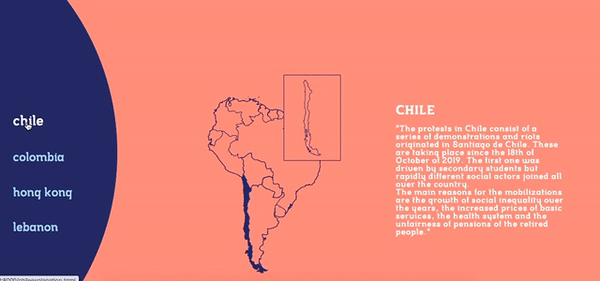 chile
colombia
hong kong
lebanon
CHILE
"The protests in Chile consist of a
series of demonstrations and riots
originated in Santiago de Chile. These
are taking place since the 18th of
October of 2019. The first one was
driven by secondary students but
rapidly different social actors joined all
over the country.
The main reasons for the mobilizations
are the growth of social inequality over
the years, the increased prices of basic
services, the health system and the
unfairness of pensions of the retired
people."